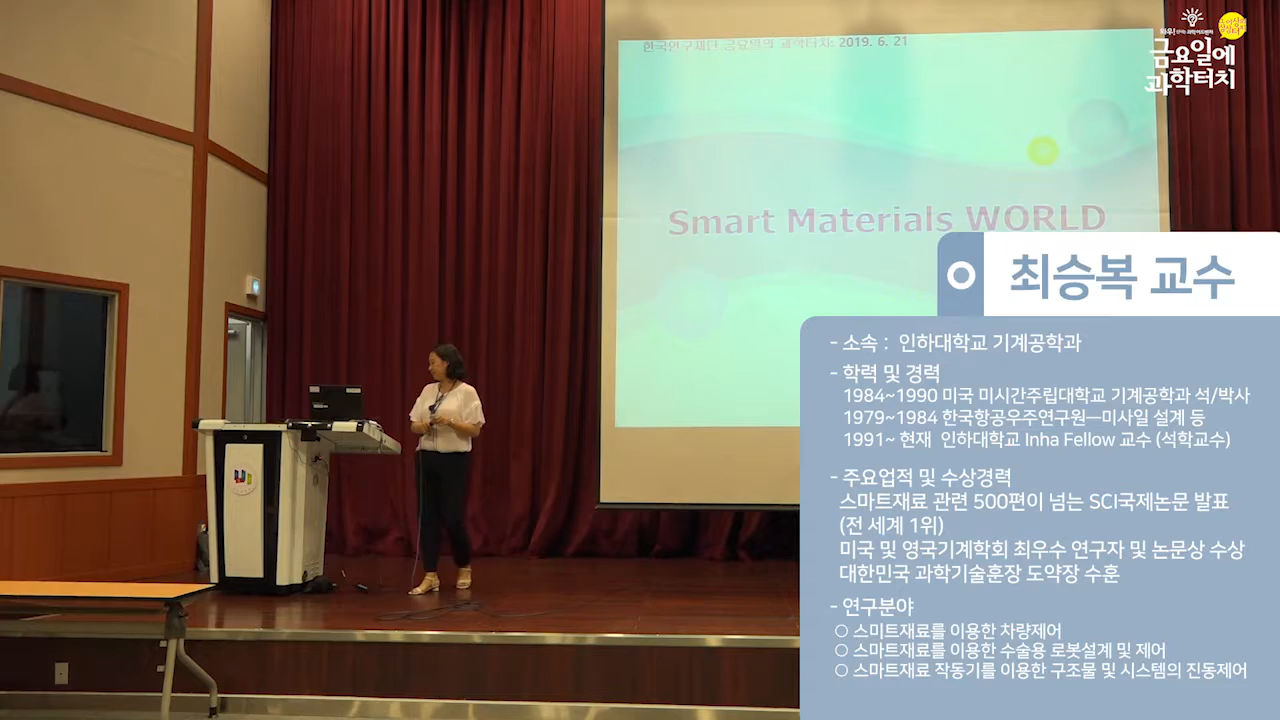 한국연구재단 금요일의 과학터치: 2019. 6. 21
금요일에
과학터치
Smart Materials WORLD
최승복 교수
- 소속 : 인하대학교 기계공학과
- 학력 및 경력
1984~1990 미국 미시간주립대학교 기계공학과 석/박사
1979~1984 한국항공우주연구원—미사일 설계 등
1991~ 현재 인하대학교 Inha Fellow 교수 (석학교수)
- 주요업적 및 수상경력
스마트재료 관련 500편이 넘는 SCI국제논문 발표
(전 세계 1위)
미국 및 영국기계학회 최우수 연구자 및 논문상 수상
대한민국 과학기술훈장 도약장 수훈
- 연구분야
○ 스미트재료를 이용한 차량제어
○ 스마트재료를 이용한 수술용 로봇설계 및 제어
○ 스마트재료 작동기를 이용한 구조물 및 시스템의 진동제어